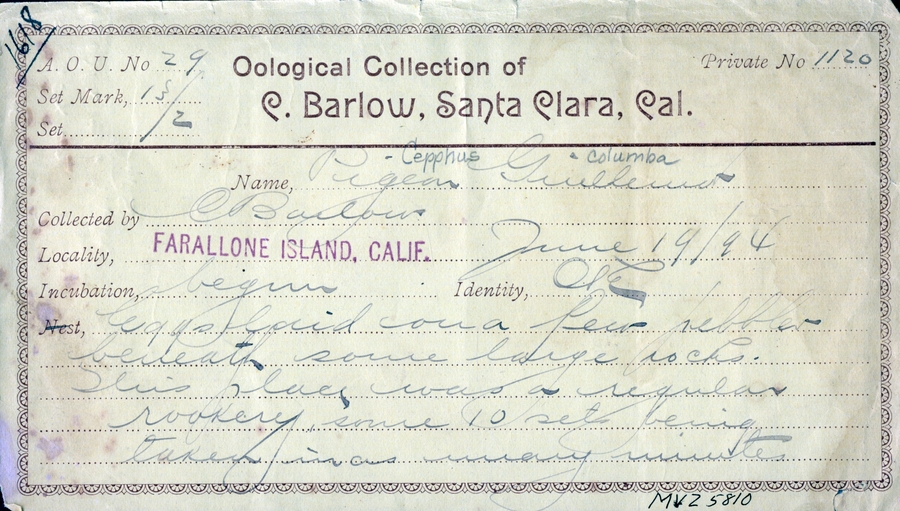 1618
A. O. U. No 29 Oological Collection of Private No 1120
Set Mark, 15/2 C. Barlow, Santa Clara, Cal.
Set
- Cepphus - columba
Name, Pigeon Guillemot
Collected by C Barlow
Locality, FARALLONE ISLAND, CALIF. June 19/94
Incubation, begun Identity, OK
Nest, Eggs laid on a few pebbles
beneath some large rocks.
This place was a regular
rookery, some 10 sets being
taken in as many minutes
MVZ 5810